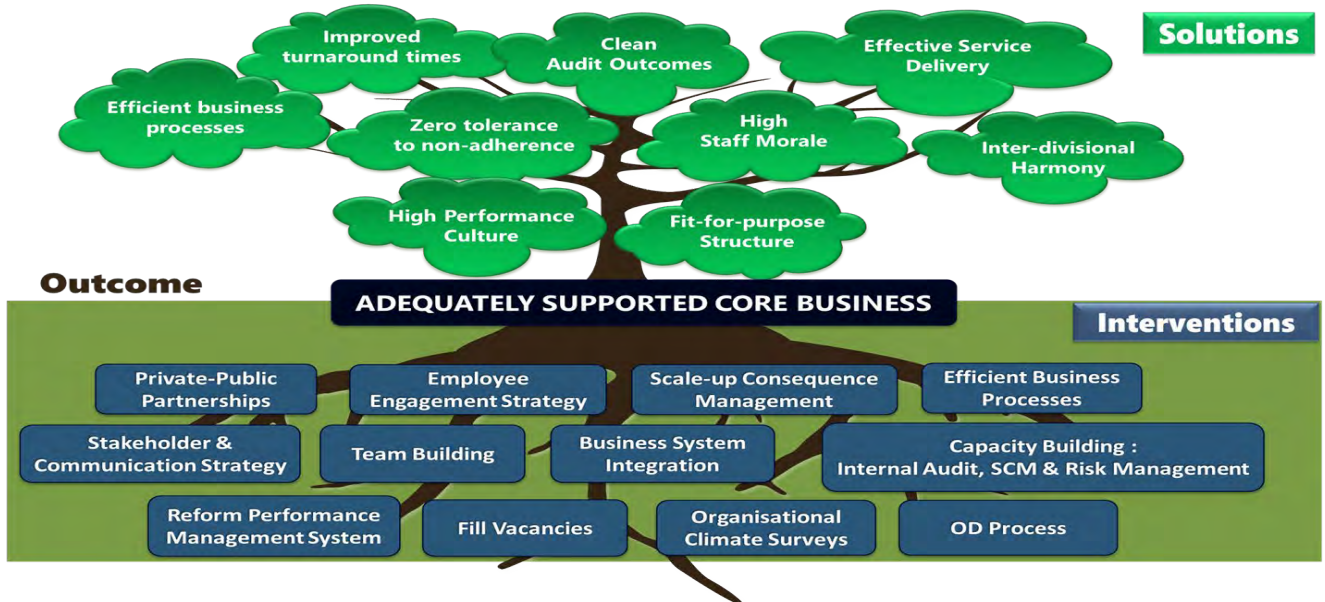 Solutions
Improved
turnaround times
Clean
Audit Outcomes
Effective Service
Delivery
Efficient business
processes
Zero tolerance
to non-adherence
High
Staff Morale
Inter-divisional
Harmony
High Performance
Culture
Fit-for-purpose
Structure
Outcome
ADEQUATELY SUPPORTED CORE BUSINESS
Interventions
Private-Public
Partnerships
Employee
Engagement Strategy
Scale-up Consequence
Management
Efficient Business
Processes
Stakeholder &
Communication Strategy
Team Building
Business System
Integration
Capacity Building :
Internal Audit, SCM & Risk Management
Reform Performance
Management System
Fill Vacancies
Organisational
Climate Surveys
OD Process